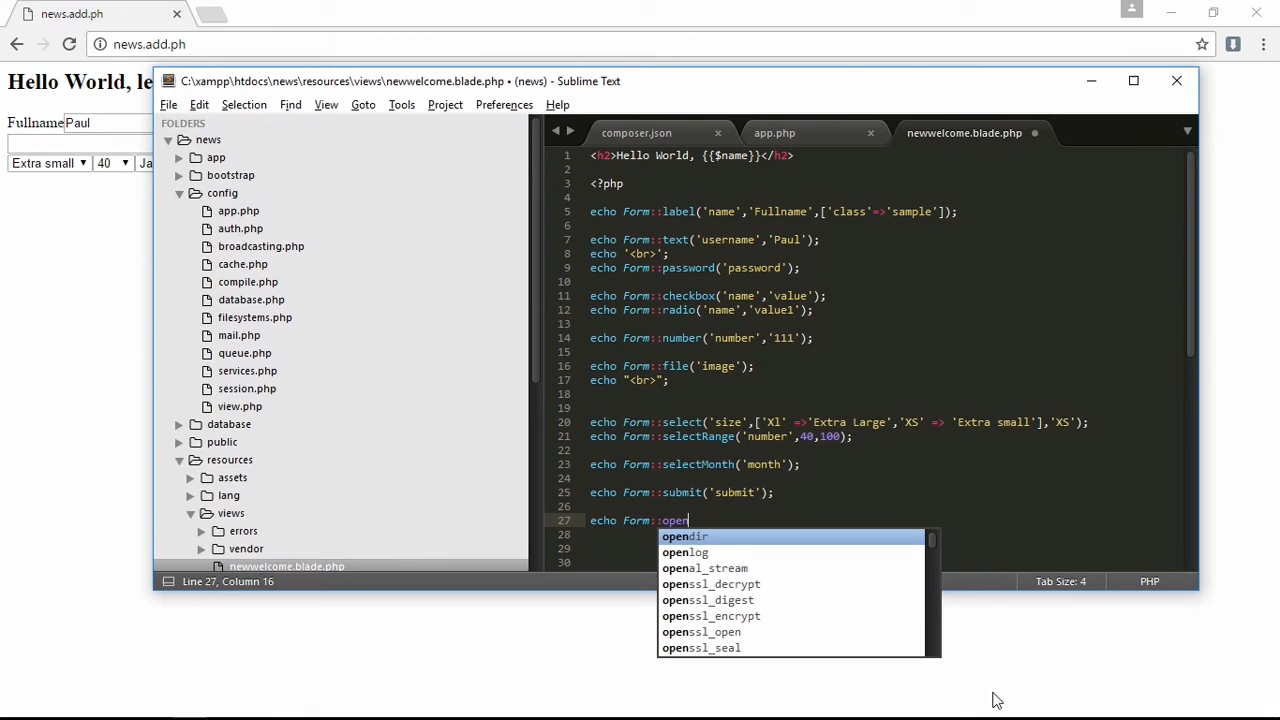 news.add.ph
news.add.ph
Hello World, le
Fullname Paul
Extra small 40 Ja
C:\xampp\htdocs\news\resources\views\newwelcome.blade.php • (news) - Sublime Text
File Edit Selection Find View Goto Tools Project Preferences Help
FOLDERS
news
app
bootstrap
config
app.php
auth.php
broadcasting.php
cache.php
compile.php
database.php
filesystems.php
mail.php
queue.php
services.php
session.php
view.php
database
public
resources
assets
lang
views
errors
vendor
newwelcome.blade.php
composer.json app.php newwelcome.blade.php
1 <h2>Hello World, {{$name}}</h2>
2
3 <?php
4
5 echo Form::label('name','Fullname',['class'=>'sample']);
6
7 echo Form::text('username','Paul');
8 echo '<br>';
9 echo Form::password('password');
10
11 echo Form::checkbox('name','value');
12 echo Form::radio('name','value1');
13
14 echo Form::number('number','111');
15
16 echo Form::file('image');
17 echo "<br>";
18
19
20 echo Form::select('size',['Xl' =>'Extra Large','XS' => 'Extra small'],'XS');
21 echo Form::selectRange('number',40,100);
22
23 echo Form::selectMonth('month');
24
25 echo Form::submit('submit');
26
27 echo Form::open
28
29
30
opendir
openlog
openal_stream
openssl_decrypt
openssl_digest
openssl_encrypt
openssl_open
openssl_seal
Line 27, Column 16 Tab Size: 4 PHP